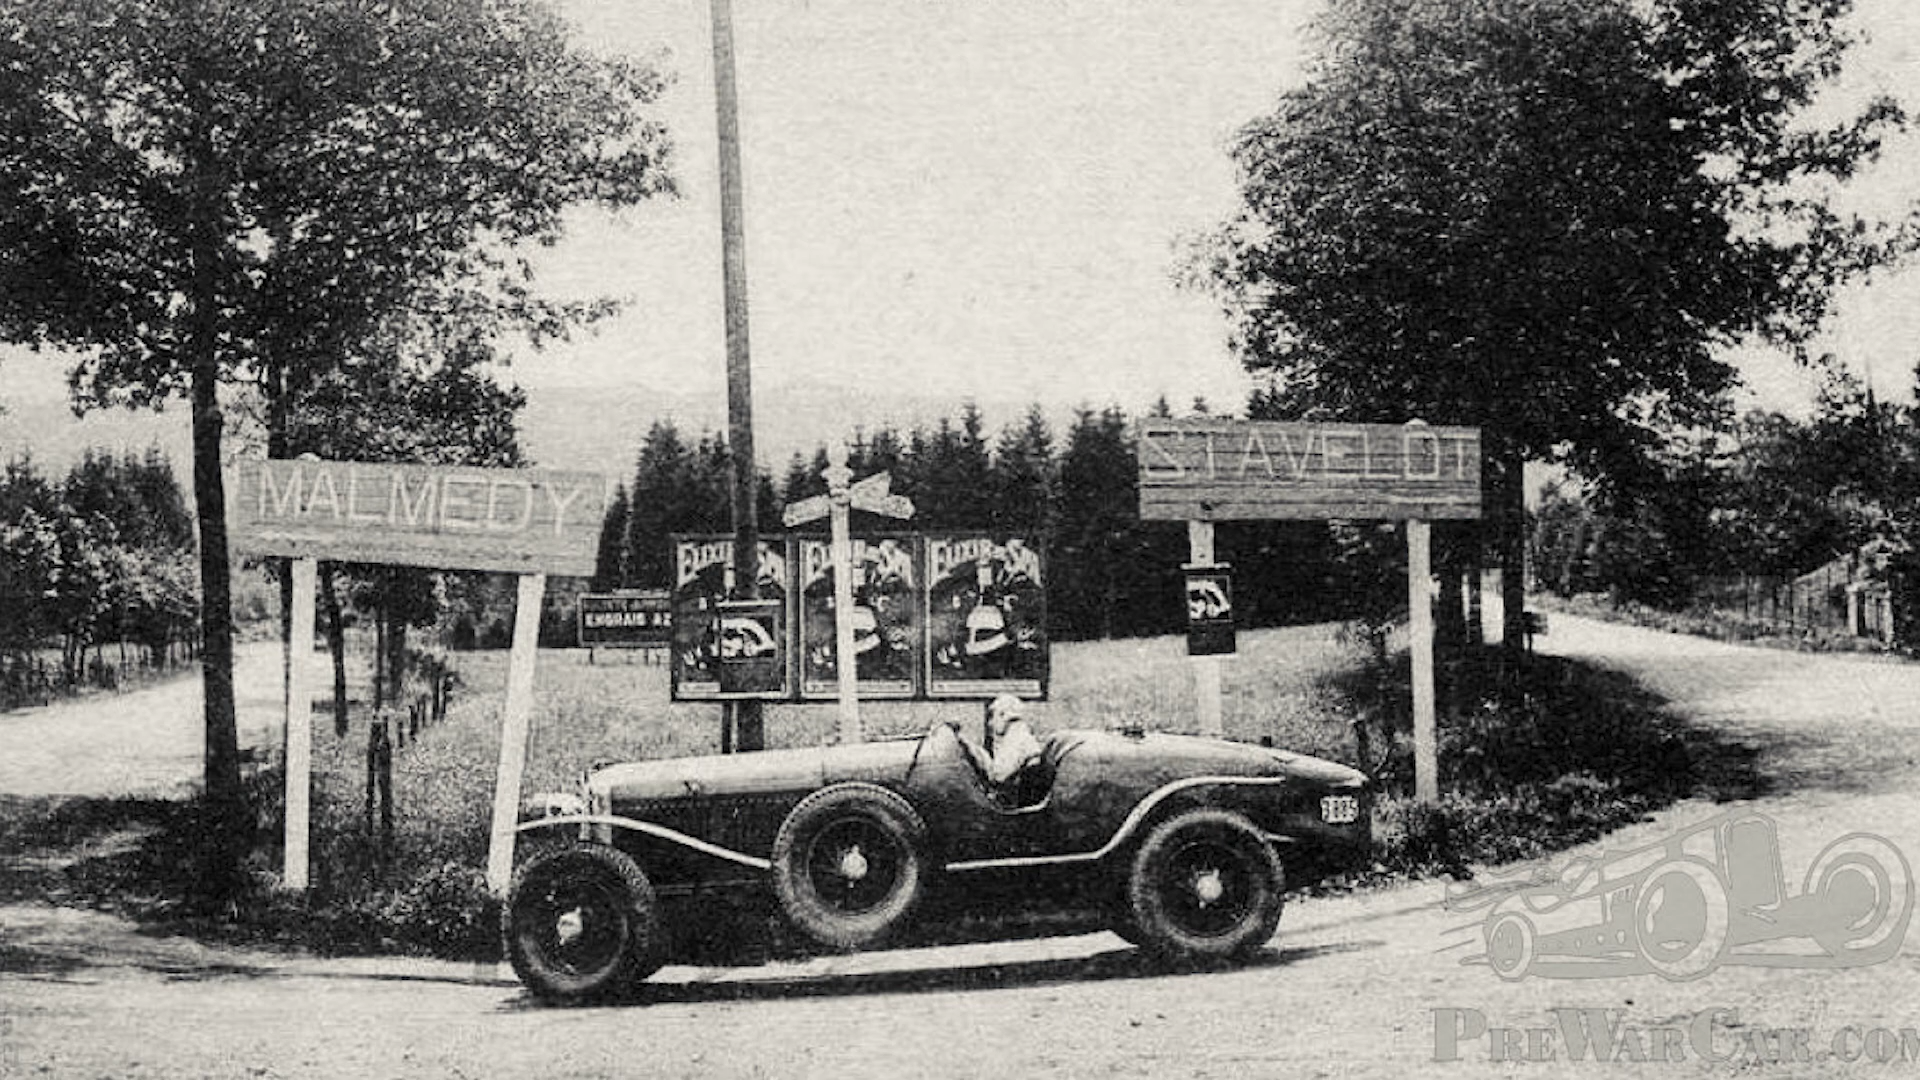 MALMEDY
STAVELOT
ELIXIR DE SPA
ELIXIR DE SPA
ELIXIR DE SPA
ENGRAIS AZ
PREWARCAR.COM